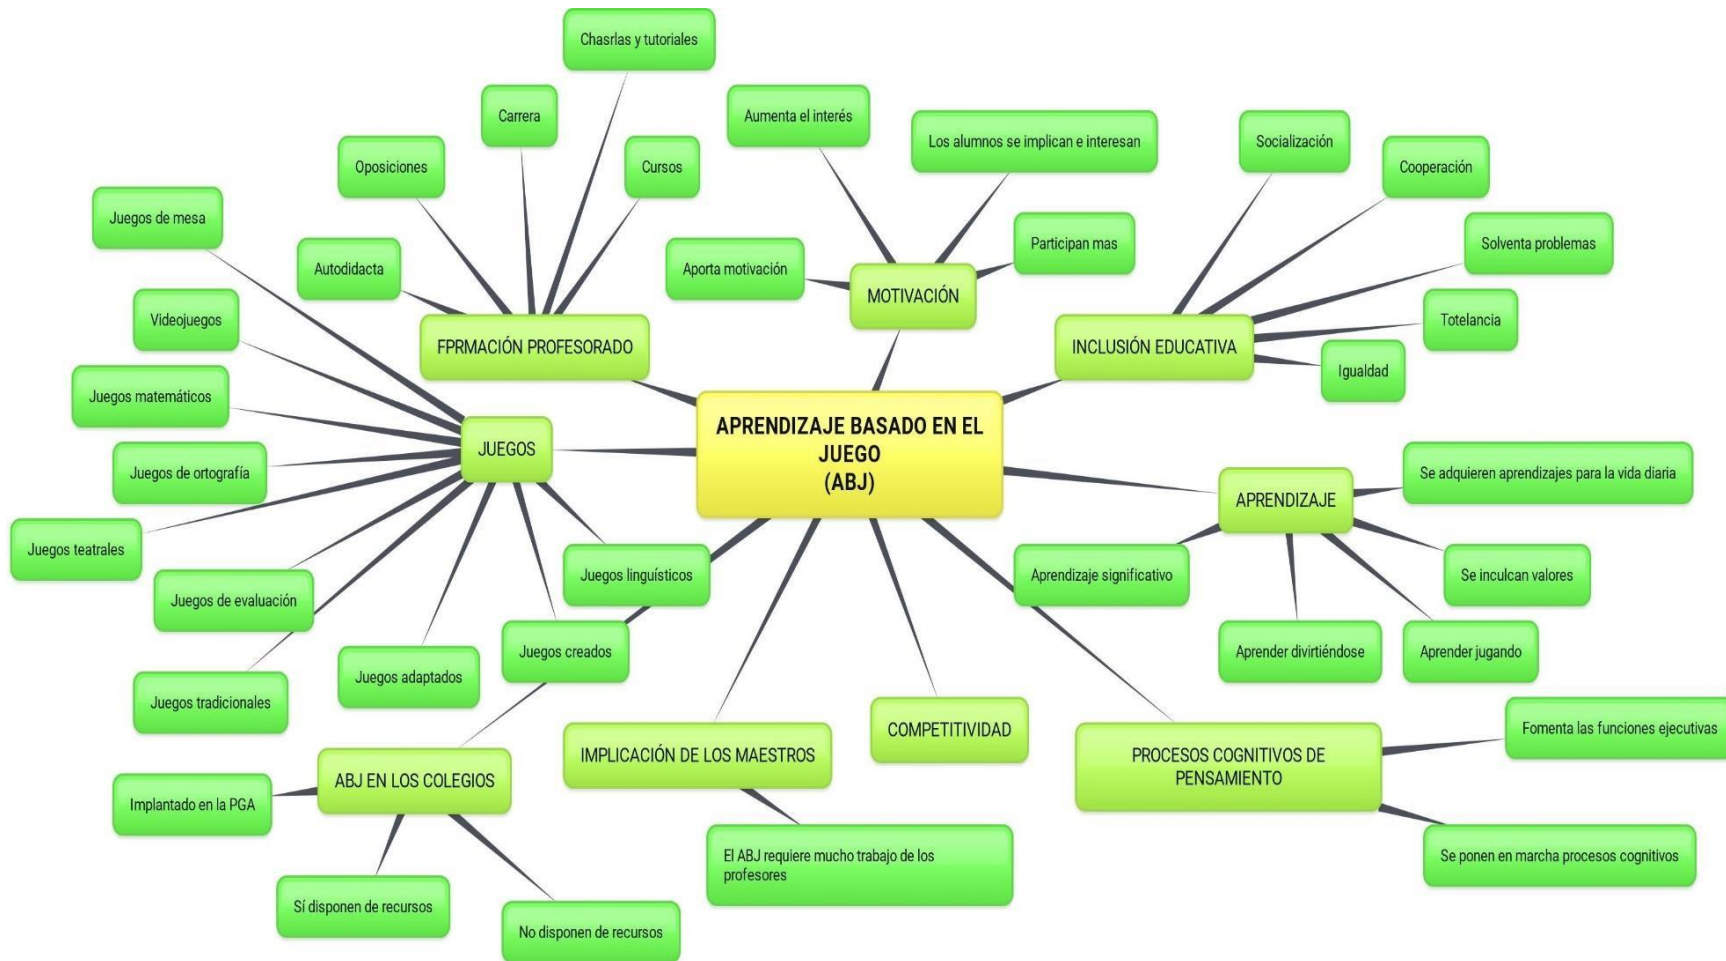 Chasrlas y tutoriales
Carrera
Aumenta el interés
Los alumnos se implican e interesan
Socialización
Oposiciones
Cursos
Cooperación
Juegos de mesa
Autodidacta
Aporta motivación
Participan mas
Solventa problemas
MOTIVACIÓN
Videojuegos
FPRMACIÓN PROFESORADO
INCLUSIÓN EDUCATIVA
Totelancia
Igualdad
Juegos matemáticos
JUEGOS
APRENDIZAJE BASADO EN EL
JUEGO
(ABJ)
Juegos de ortografía
Se adquieren aprendizajes para la vida diaria
APRENDIZAJE
Juegos teatrales
Juegos linguísticos
Aprendizaje significativo
Se inculcan valores
Juegos de evaluación
Juegos creados
Aprender divirtiéndose
Aprender jugando
Juegos adaptados
Juegos tradicionales
COMPETITIVIDAD
IMPLICACIÓN DE LOS MAESTROS
PROCESOS COGNITIVOS DE
PENSAMIENTO
Fomenta las funciones ejecutivas
ABJ EN LOS COLEGIOS
Implantado en la PGA
El ABJ requiere mucho trabajo de los
profesores
Se ponen en marcha procesos cognitivos
Sí disponen de recursos
No disponen de recursos